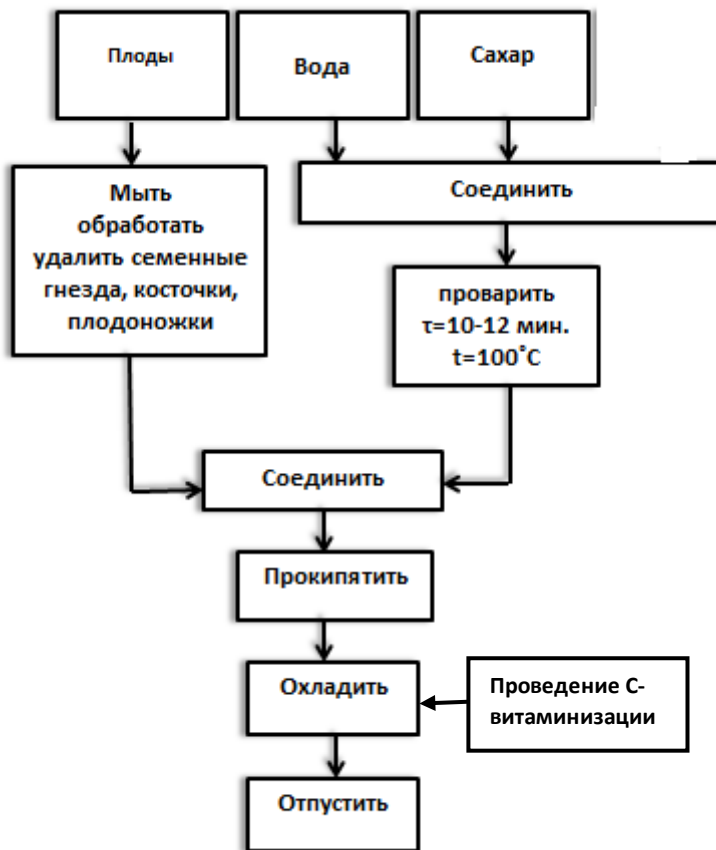 Плоды
Вода
Сахар
Мыть
обработать
удалить семенные
гнезда, косточки,
плодоножки
Соединить
проварить
τ=10-12 мин.
t=100˚С
Соединить
Прокипятить
Охладить
Проведение С-
витаминизации
Отпустить